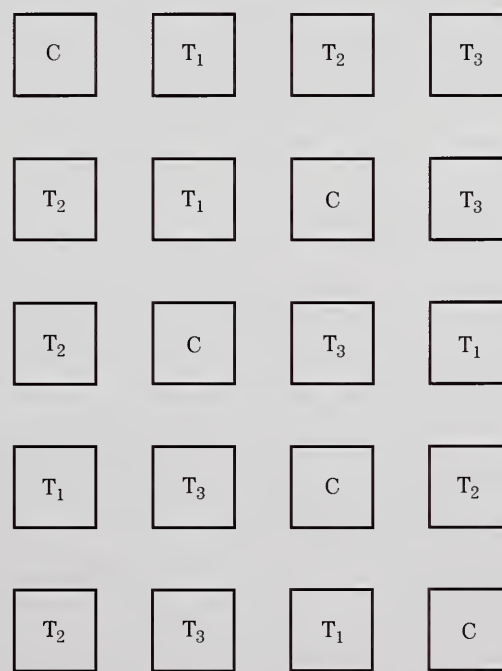 C T₁ T₂ T₃
T₂ T₁ C T₃
T₂ C T₃ T₁
T₁ T₃ C T₂
T₂ T₃ T₁ C